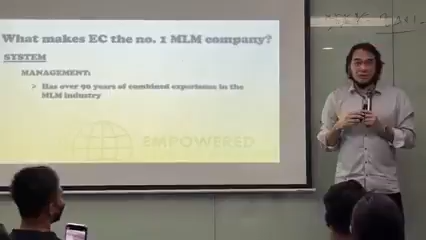 What makes EC the no. 1 MLM company?
SYSTEM
MANAGEMENT:
➢ Has over 90 years of combined experience in the
MLM industry
EMPOWERED